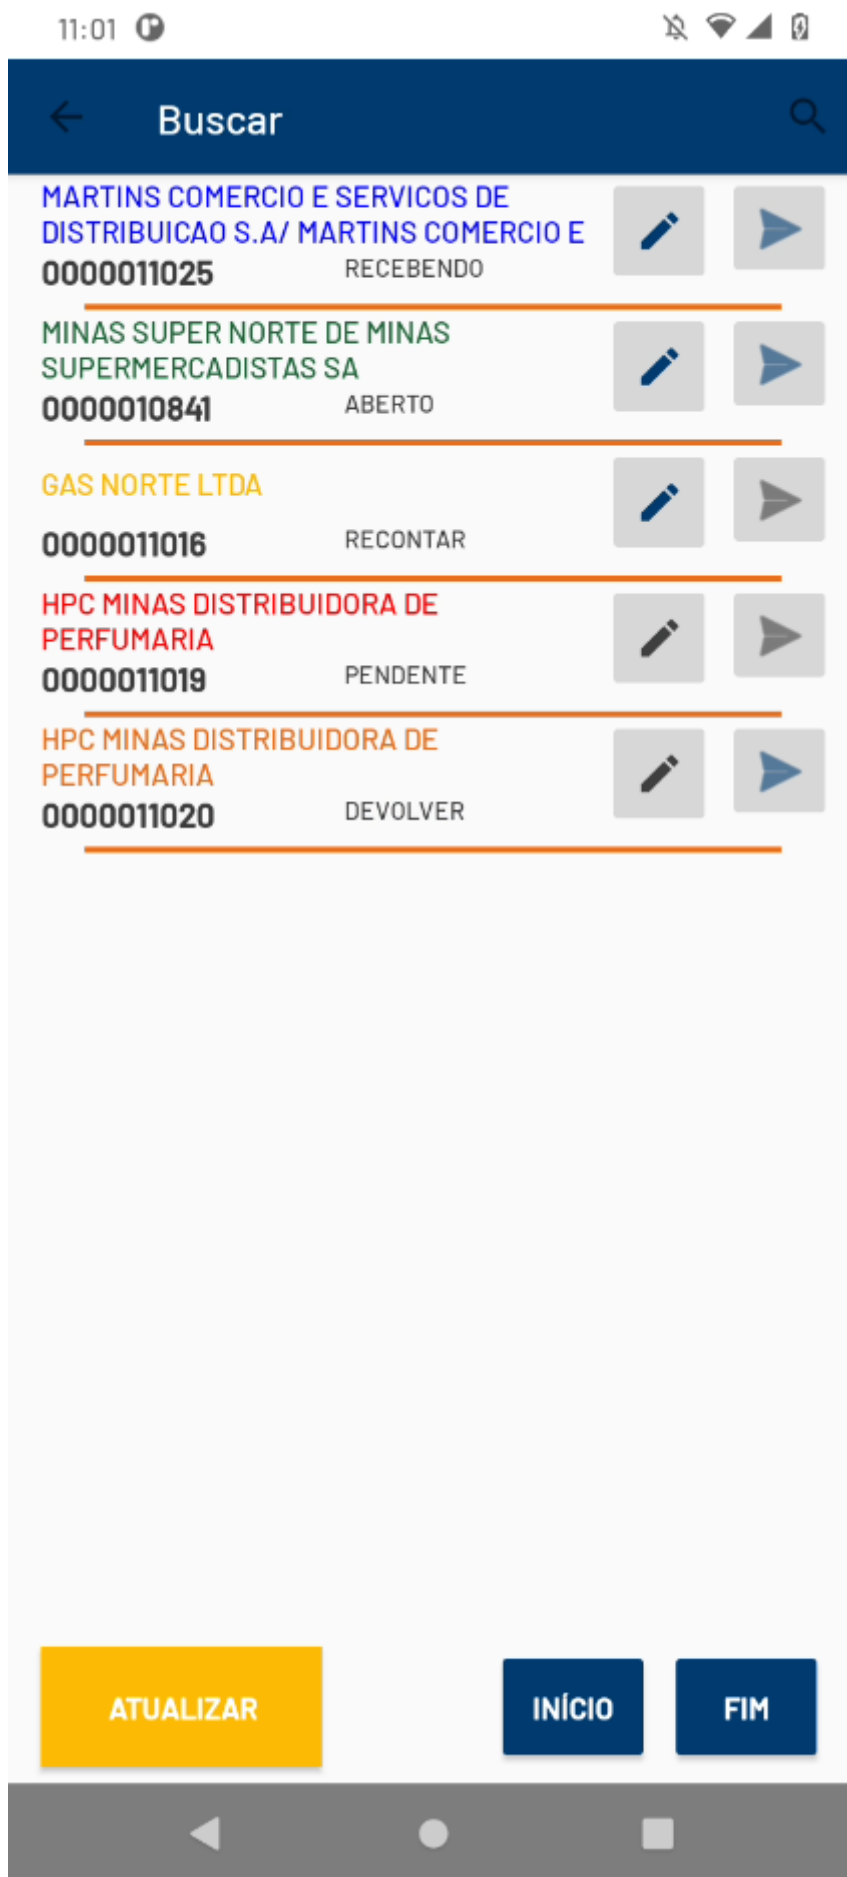 11:01
Buscar
MARTINS COMERCIO E SERVICOS DE
DISTRIBUICAO S.A/ MARTINS COMERCIO E
0000011025 RECEBENDO
MINAS SUPER NORTE DE MINAS
SUPERMERCADISTAS SA
0000010841 ABERTO
GAS NORTE LTDA
0000011016 RECONTAR
HPC MINAS DISTRIBUIDORA DE
PERFUMARIA
0000011019 PENDENTE
HPC MINAS DISTRIBUIDORA DE
PERFUMARIA
0000011020 DEVOLVER
ATUALIZAR INÍCIO FIM